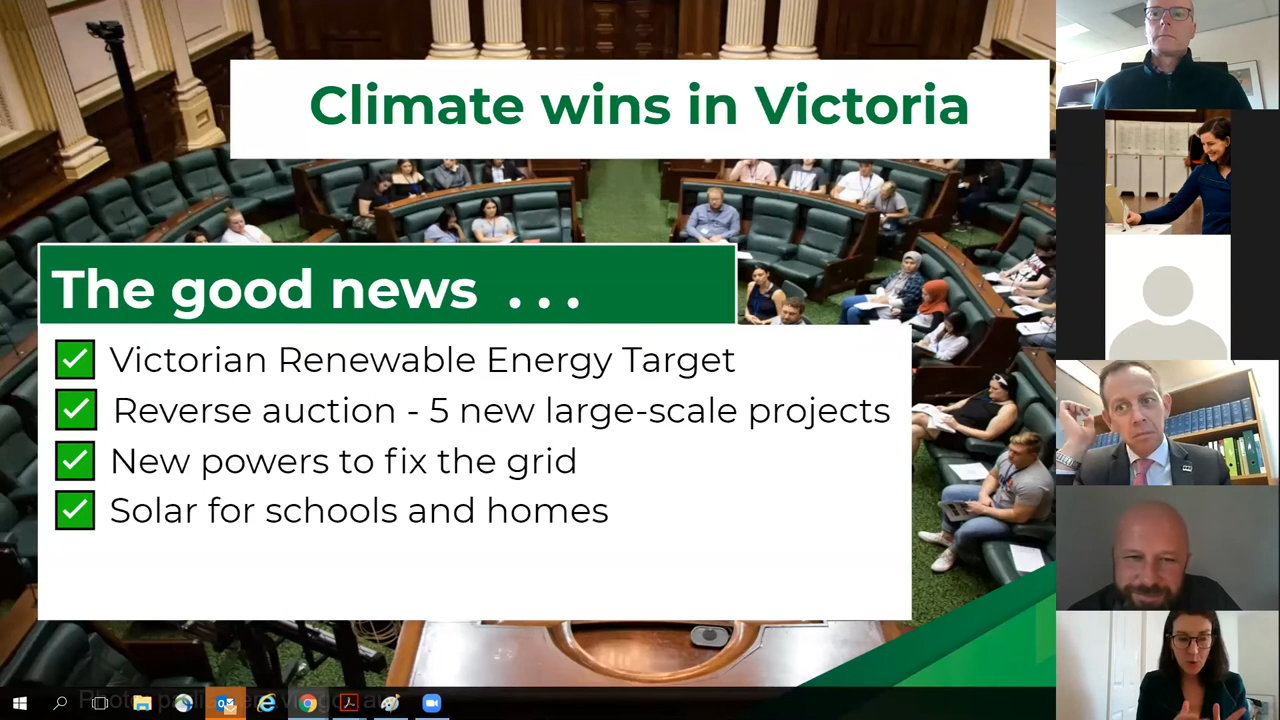 Climate wins in Victoria
The good news ...
Victorian Renewable Energy Target
Reverse auction - 5 new large-scale projects
New powers to fix the grid
Solar for schools and homes